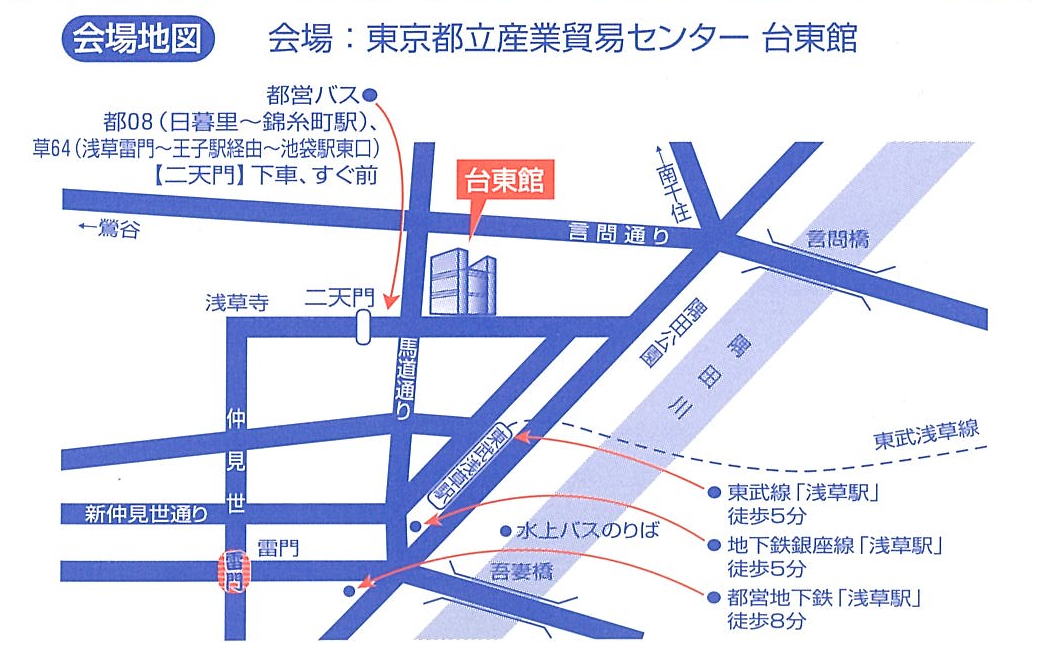 会場地図
会場：東京都立産業貿易センター 台東館
都営バス
都08（日暮里～錦糸町駅）、
草64（浅草雷門～王子駅経由～池袋駅東口）
【二天門】下車、すぐ前
台東館
↑南千住
←鶯谷
言問通り
言問橋
浅草寺
二天門
隅田公園
隅田川
馬道通り
仲見世
東武浅草駅
東武浅草線
東武線「浅草駅」
徒歩5分
新仲見世通り
水上バスのりば
地下鉄銀座線「浅草駅」
徒歩5分
雷門
雷門
吾妻橋
都営地下鉄「浅草駅」
徒歩8分